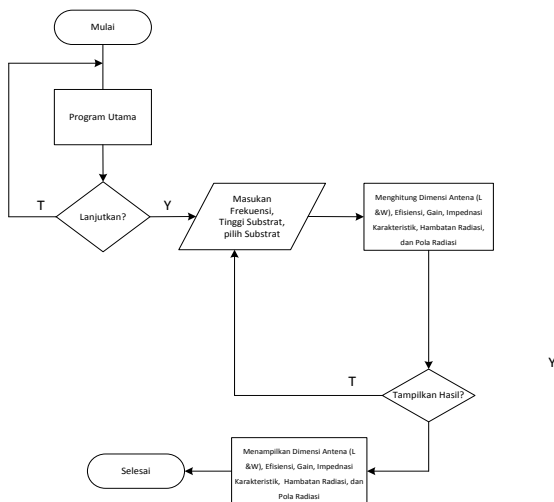 Mulai
Program Utama
Lanjutkan?
T
Y
Masukan
Frekuensi,
Tinggi Substrat,
pilih Substrat
Menghitung Dimensi Antena (L
&W), Efisiensi, Gain, Impednasi
Karakteristik, Hambatan Radiasi,
dan Pola Radiasi
Tampilkan Hasil?
T
Y
Menampilkan Dimensi Antena (L
&W), Efisiensi, Gain, Impednasi
Karakteristik, Hambatan Radiasi, dan
Pola Radiasi
Selesai